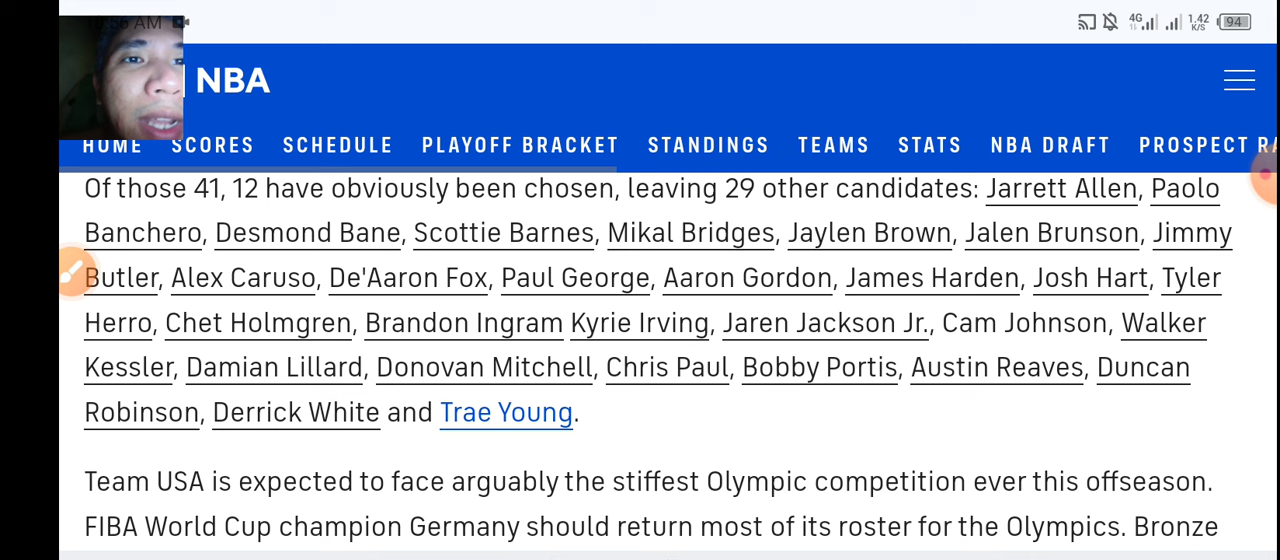 4G 1.42 K/S 94
NBA
HOME SCORES SCHEDULE PLAYOFF BRACKET STANDINGS TEAMS STATS NBA DRAFT PROSPECT
Of those 41, 12 have obviously been chosen, leaving 29 other candidates: Jarrett Allen, Paolo
Banchero, Desmond Bane, Scottie Barnes, Mikal Bridges, Jaylen Brown, Jalen Brunson, Jimmy
Butler, Alex Caruso, De'Aaron Fox, Paul George, Aaron Gordon, James Harden, Josh Hart, Tyler
Herro, Chet Holmgren, Brandon Ingram Kyrie Irving, Jaren Jackson Jr., Cam Johnson, Walker
Kessler, Damian Lillard, Donovan Mitchell, Chris Paul, Bobby Portis, Austin Reaves, Duncan
Robinson, Derrick White and Trae Young.
Team USA is expected to face arguably the stiffest Olympic competition ever this offseason.
FIBA World Cup champion Germany should return most of its roster for the Olympics. Bronze